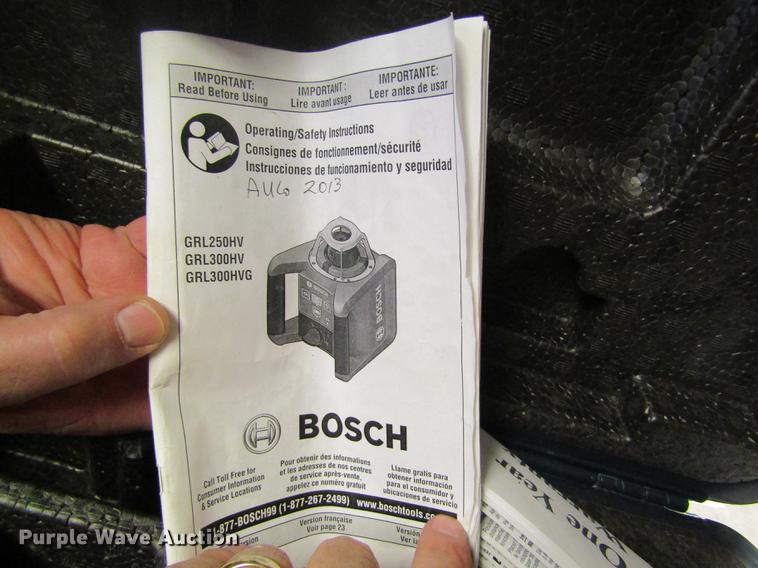 IMPORTANT:
Read Before Using
IMPORTANT :
Lire avant usage
IMPORTANTE:
Leer antes de usar
Operating/Safety Instructions
Consignes de fonctionnement/sécurité
Instrucciones de funcionamiento y seguridad
AUG 2013
GRL250HV
GRL300HV
GRL300HVG
BOSCH
BOSCH
Call Toll Free for
Consumer Information
& Service Locations
Pour obtenir des informations
et les adresses de nos centres
de service après-vente,
appelez ce numéro gratuit
Llame gratis para
obtener información
para el consumidor y
ubicaciones de servicio
1-877-BOSCH99 (1-877-267-2499) www.boschtools.co
Version française
Voir page 23
One Year
Purple Wave Auction